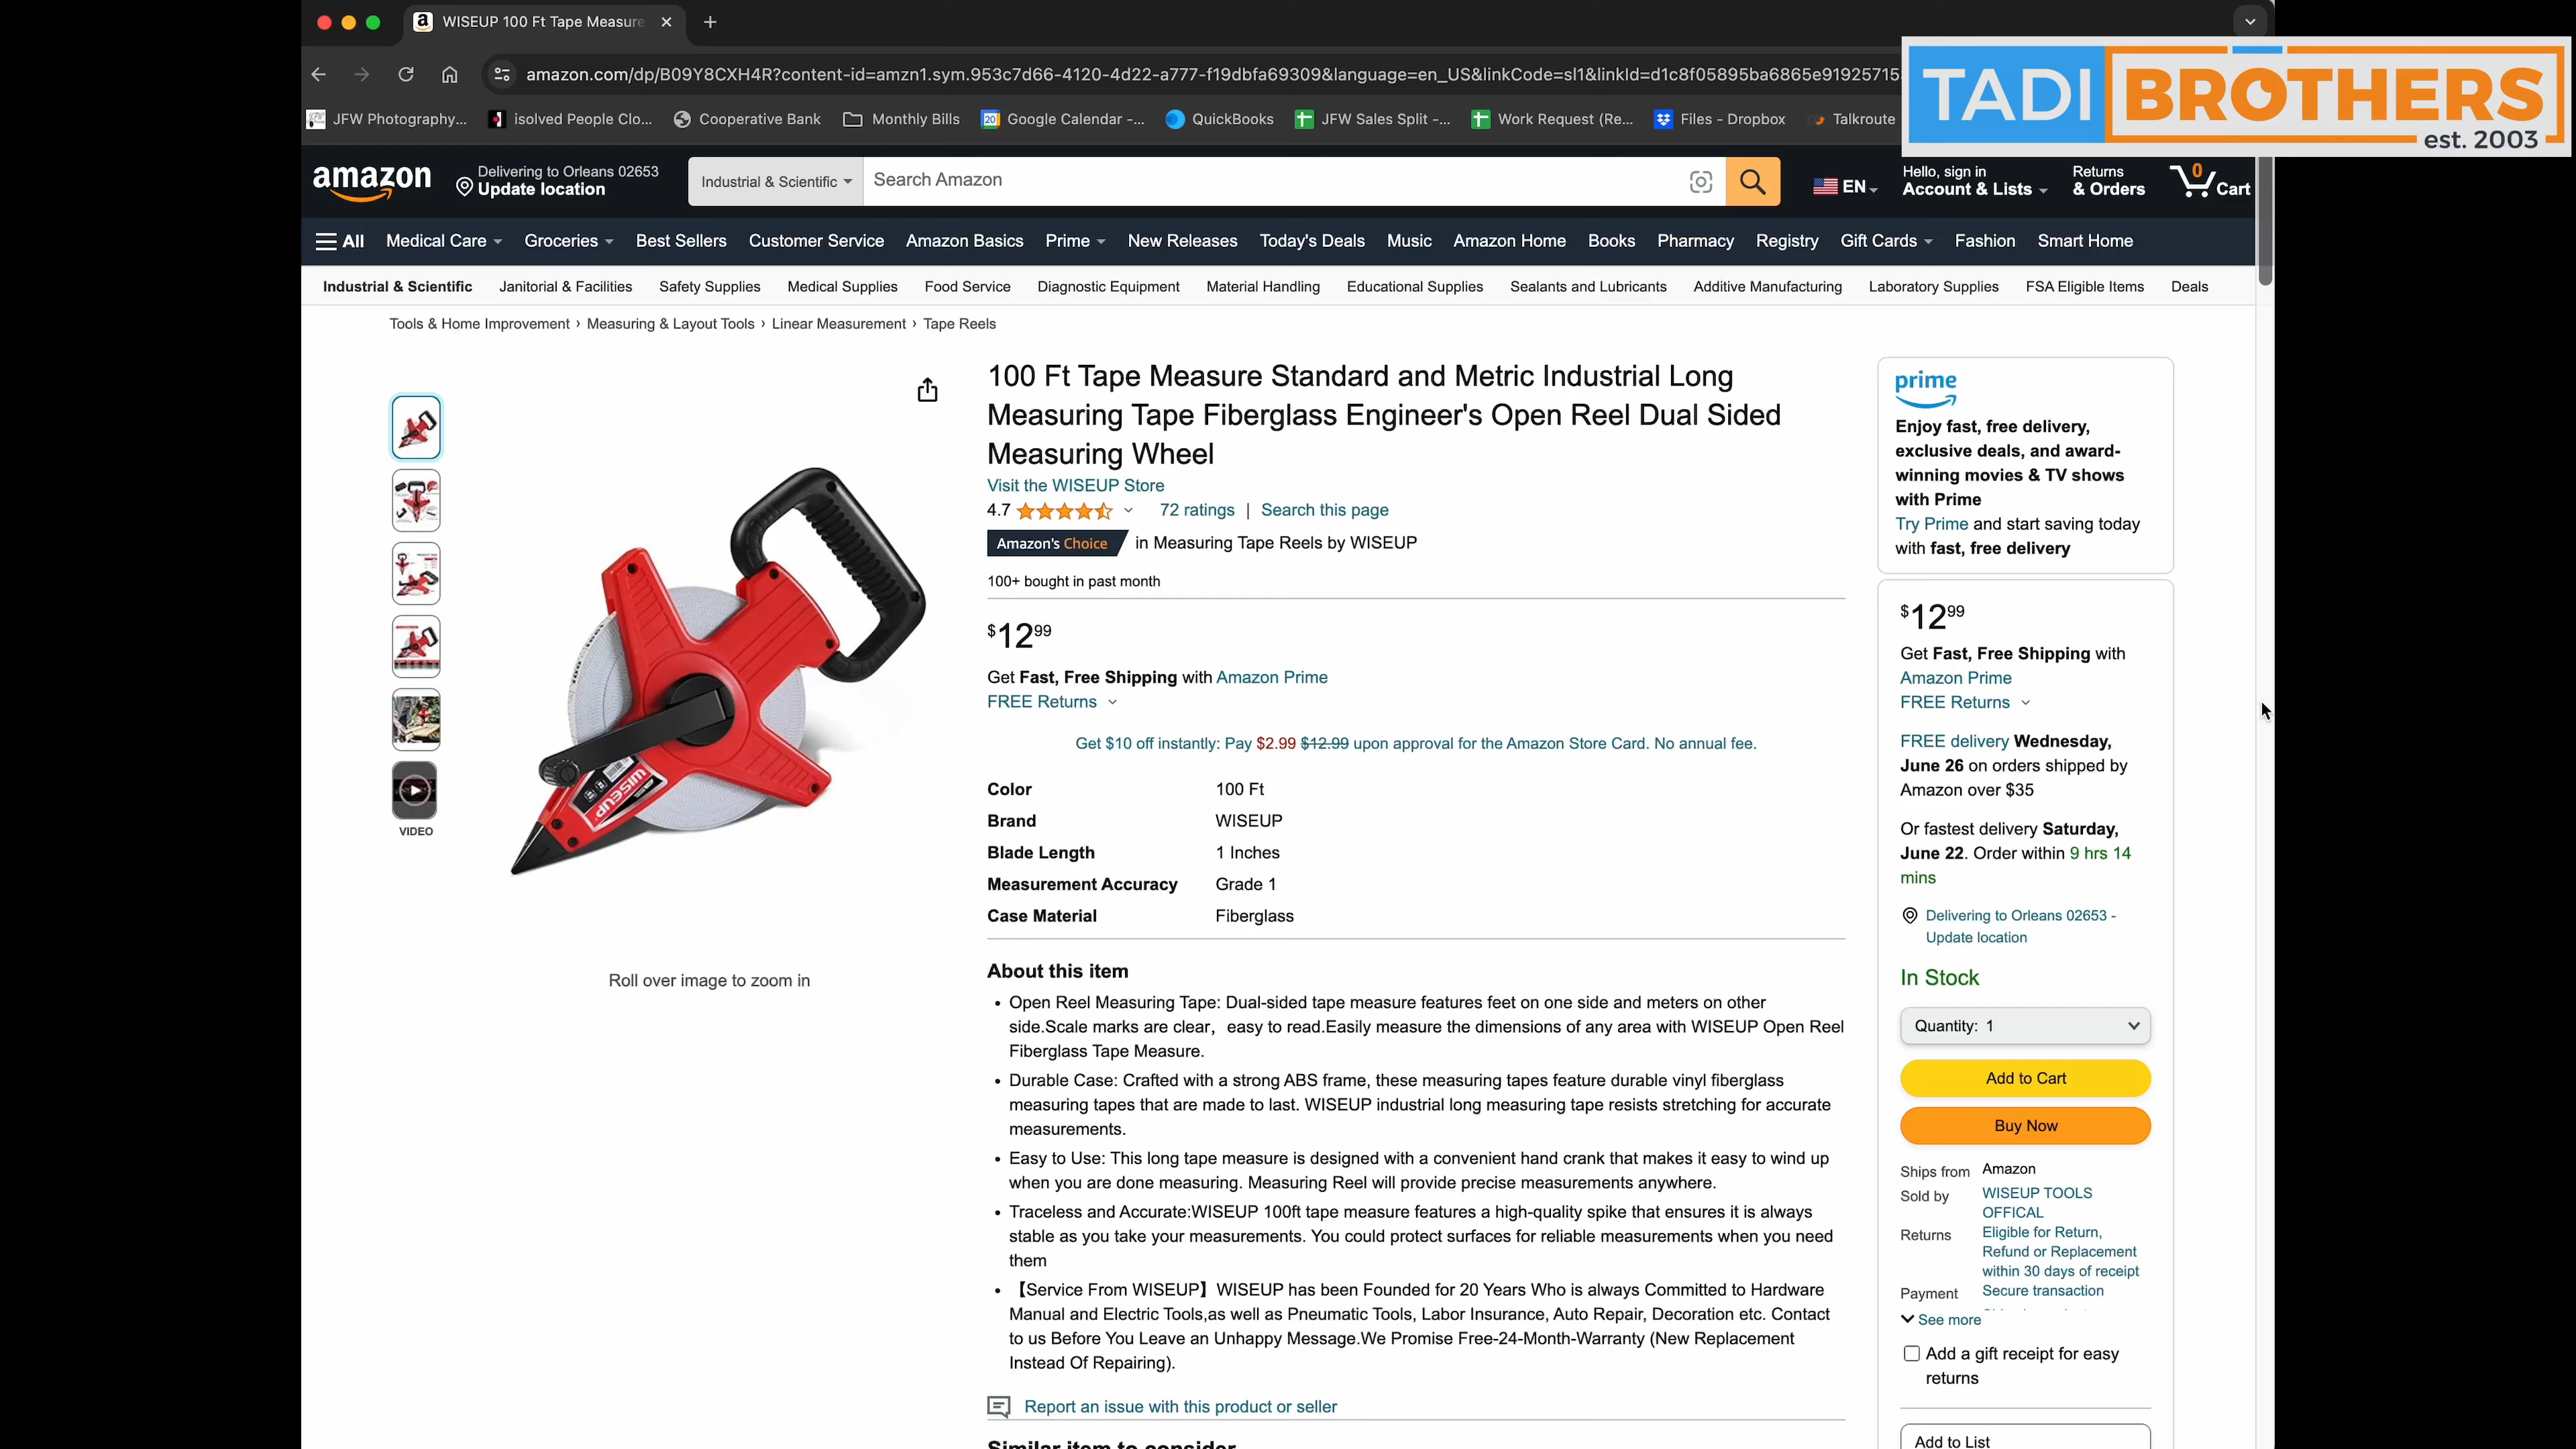 WISEUP 100 Ft Tape Measure
amazon.com/dp/B09Y8CXH4R?content-id=amzn1.sym.953c7d66-4120-4d22-a777-f19dbfa69309&language=en_US&linkCode=sl1&linkId=d1c8f05895ba6865e91925715
TADI BROTHERS
est. 2003
JFW Photography... isolved People Clo... Cooperative Bank Monthly Bills Google Calendar -... QuickBooks JFW Sales Split -... Work Request (Re... Files - Dropbox Talkroute
amazon
Delivering to Orleans 02653
Update location
Industrial & Scientific
Search Amazon
EN
Hello, sign in
Account & Lists
Returns
& Orders
0
Cart
All Medical Care Groceries Best Sellers Customer Service Amazon Basics Prime New Releases Today's Deals Music Amazon Home Books Pharmacy Registry Gift Cards Fashion Smart Home
Industrial & Scientific Janitorial & Facilities Safety Supplies Medical Supplies Food Service Diagnostic Equipment Material Handling Educational Supplies Sealants and Lubricants Additive Manufacturing Laboratory Supplies FSA Eligible Items Deals
Tools & Home Improvement › Measuring & Layout Tools › Linear Measurement › Tape Reels
VIDEO
WISEUP
Roll over image to zoom in
100 Ft Tape Measure Standard and Metric Industrial Long
Measuring Tape Fiberglass Engineer's Open Reel Dual Sided
Measuring Wheel
Visit the WISEUP Store
4.7 72 ratings | Search this page
Amazon's Choice in Measuring Tape Reels by WISEUP
100+ bought in past month
$12.99
Get Fast, Free Shipping with Amazon Prime
FREE Returns
Get $10 off instantly: Pay $2.99 $12.99 upon approval for the Amazon Store Card. No annual fee.
Color 100 Ft
Brand WISEUP
Blade Length 1 Inches
Measurement Accuracy Grade 1
Case Material Fiberglass
About this item
• Open Reel Measuring Tape: Dual-sided tape measure features feet on one side and meters on other
side.Scale marks are clear，easy to read.Easily measure the dimensions of any area with WISEUP Open Reel
Fiberglass Tape Measure.
• Durable Case: Crafted with a strong ABS frame, these measuring tapes feature durable vinyl fiberglass
measuring tapes that are made to last. WISEUP industrial long measuring tape resists stretching for accurate
measurements.
• Easy to Use: This long tape measure is designed with a convenient hand crank that makes it easy to wind up
when you are done measuring. Measuring Reel will provide precise measurements anywhere.
• Traceless and Accurate:WISEUP 100ft tape measure features a high-quality spike that ensures it is always
stable as you take your measurements. You could protect surfaces for reliable measurements when you need
them
• 【Service From WISEUP】WISEUP has been Founded for 20 Years Who is always Committed to Hardware
Manual and Electric Tools,as well as Pneumatic Tools, Labor Insurance, Auto Repair, Decoration etc. Contact
to us Before You Leave an Unhappy Message.We Promise Free-24-Month-Warranty (New Replacement
Instead Of Repairing).
Report an issue with this product or seller
Similar item to consider
prime
Enjoy fast, free delivery,
exclusive deals, and award-
winning movies & TV shows
with Prime
Try Prime and start saving today
with fast, free delivery
$12.99
Get Fast, Free Shipping with
Amazon Prime
FREE Returns
FREE delivery Wednesday,
June 26 on orders shipped by
Amazon over $35
Or fastest delivery Saturday,
June 22. Order within 9 hrs 14
mins
Delivering to Orleans 02653 -
Update location
In Stock
Quantity: 1
Add to Cart
Buy Now
Ships from Amazon
Sold by WISEUP TOOLS
OFFICAL
Returns Eligible for Return,
Refund or Replacement
within 30 days of receipt
Payment Secure transaction
See more
Add a gift receipt for easy
returns
Add to List